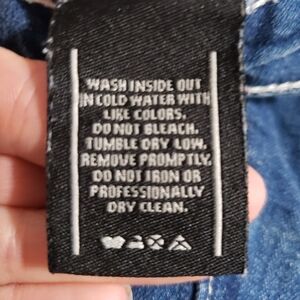 WASH INSIDE OUT
IN COLD WATER WITH
LIKE COLORS.
DO NOT BLEACH.
TUMBLE DRY LOW.
REMOVE PROMPTLY.
DO NOT IRON OR
PROFESSIONALLY
DRY CLEAN.